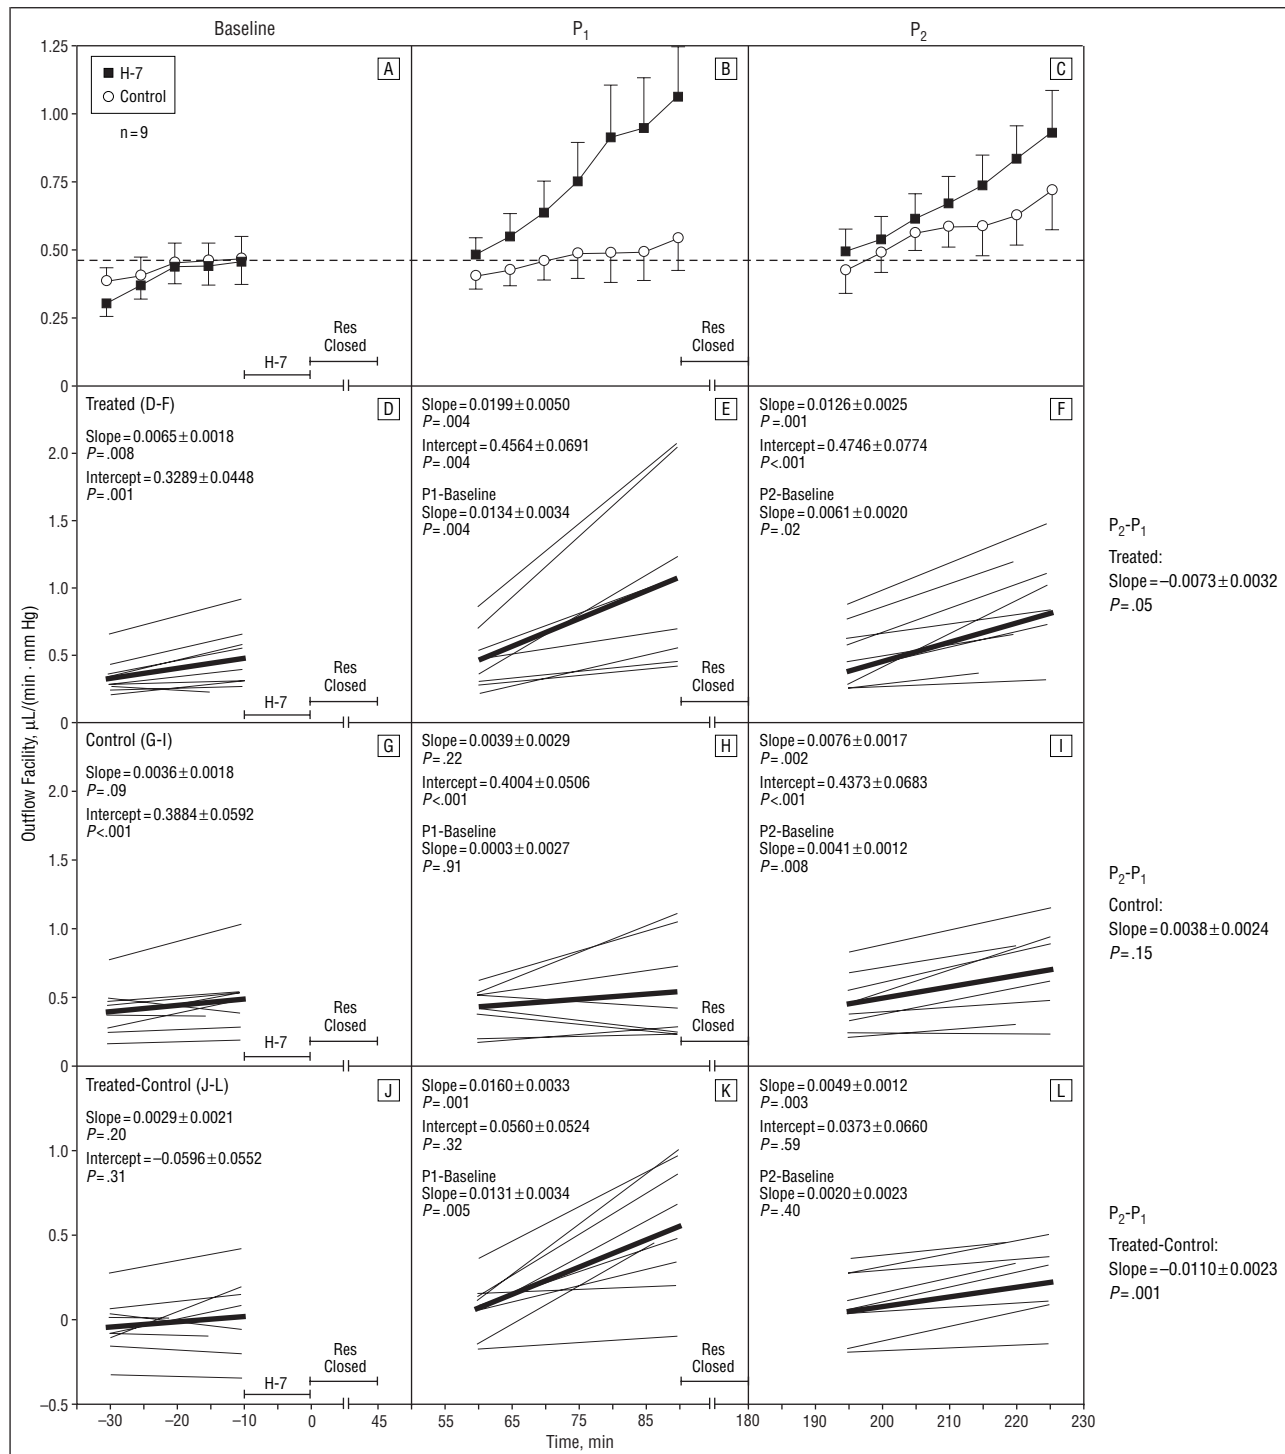 Baseline
P1
P2
1.25
1.00
0.75
0.50
0.25
0
H-7
Control
n=9
A
B
C
H-7
Res
Closed
Res
Closed
Treated (D-F)
D
Slope=0.0065±0.0018
P=.008
Intercept=0.3289±0.0448
P=.001
Slope=0.0199±0.0050
E
P=.004
Intercept=0.4564±0.0691
P=.004
P1-Baseline
Slope=0.0134±0.0034
P=.004
Slope=0.0126±0.0025
F
P=.001
Intercept=0.4746±0.0774
P<.001
P2-Baseline
Slope=0.0061±0.0020
P=.02
2.0
1.5
1.0
0.5
0
H-7
Res
Closed
Res
Closed
P2-P1
Treated:
Slope=−0.0073±0.0032
P=.05
Outflow Facility, µL/(min · mm Hg)
Control (G-I)
G
Slope=0.0036±0.0018
P=.09
Intercept=0.3884±0.0592
P<.001
Slope=0.0039±0.0029
H
P=.22
Intercept=0.4004±0.0506
P<.001
P1-Baseline
Slope=0.0003±0.0027
P=.91
Slope=0.0076±0.0017
I
P=.002
Intercept=0.4373±0.0683
P<.001
P2-Baseline
Slope=0.0041±0.0012
P=.008
2.0
1.5
1.0
0.5
0
H-7
Res
Closed
Res
Closed
P2-P1
Control:
Slope=0.0038±0.0024
P=.15
Treated-Control (J-L)
J
Slope=0.0029±0.0021
P=.20
Intercept=−0.0596±0.0552
P=.31
Slope=0.0160±0.0033
K
P=.001
Intercept=0.0560±0.0524
P=.32
P1-Baseline
Slope=0.0131±0.0034
P=.005
Slope=0.0049±0.0012
L
P=.003
Intercept=0.0373±0.0660
P=.59
P2-Baseline
Slope=0.0020±0.0023
P=.40
1.0
0.5
0
−0.5
H-7
Res
Closed
Res
Closed
P2-P1
Treated-Control:
Slope=−0.0110±0.0023
P=.001
−30 −20 −10 0 45 55 65 75 85 180 190 200 210 220 230
Time, min